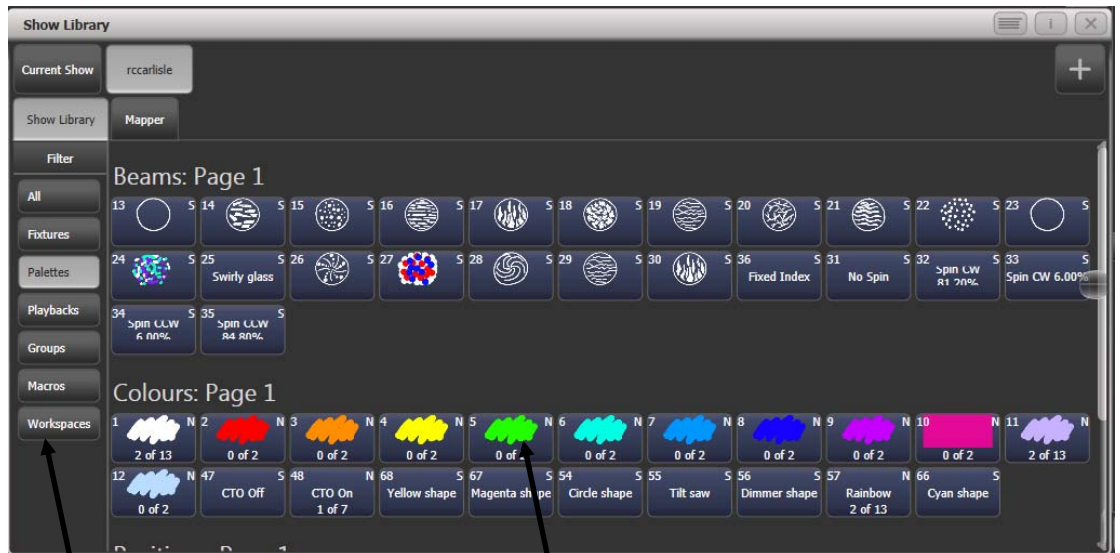 Show Library
i
Current Show
rccarlisle
+
Show Library
Mapper
Filter
All
Fixtures
Palettes
Playbacks
Groups
Macros
Workspaces
Beams: Page 1
13 S 14 S 15 S 16 S 17 S 18 S 19 S 20 S 21 S 22 S 23 S
24 S 25 S 26 S 27 S 28 S 29 S 30 S 36 S 31 S 32 S 33 S
Swirly glass Fixed Index No Spin Spin CW 81.20% Spin CW 6.00%
34 S 35 S
Spin CCW 6.00% Spin CCW 84.80%
Colours: Page 1
1 N 2 N 3 N 4 N 5 N 6 N 7 N 8 N 9 N 10 N 11 N
2 of 13 0 of 2 0 of 2 0 of 2 0 of 2 0 of 2 0 of 2 0 of 2 0 of 2 2 of 13
12 N 47 S 48 N 68 S 67 S 54 S 55 S 56 S 57 N 66 S
CTO Off CTO On Yellow shape Magenta shape Circle shape Tilt saw Dimmer shape Rainbow Cyan shape
0 of 2 1 of 7 2 of 13